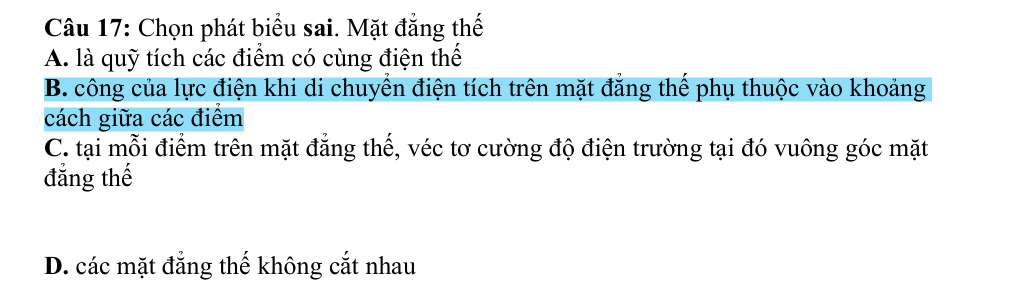 Câu 17: Chọn phát biểu sai. Mặt đẳng thế
A. là quỹ tích các điểm có cùng điện thế
B. công của lực điện khi di chuyển điện tích trên mặt đẳng thế phụ thuộc vào khoảng
cách giữa các điểm
C. tại mỗi điểm trên mặt đẳng thế, véc tơ cường độ điện trường tại đó vuông góc mặt
đẳng thế
D. các mặt đẳng thế không cắt nhau